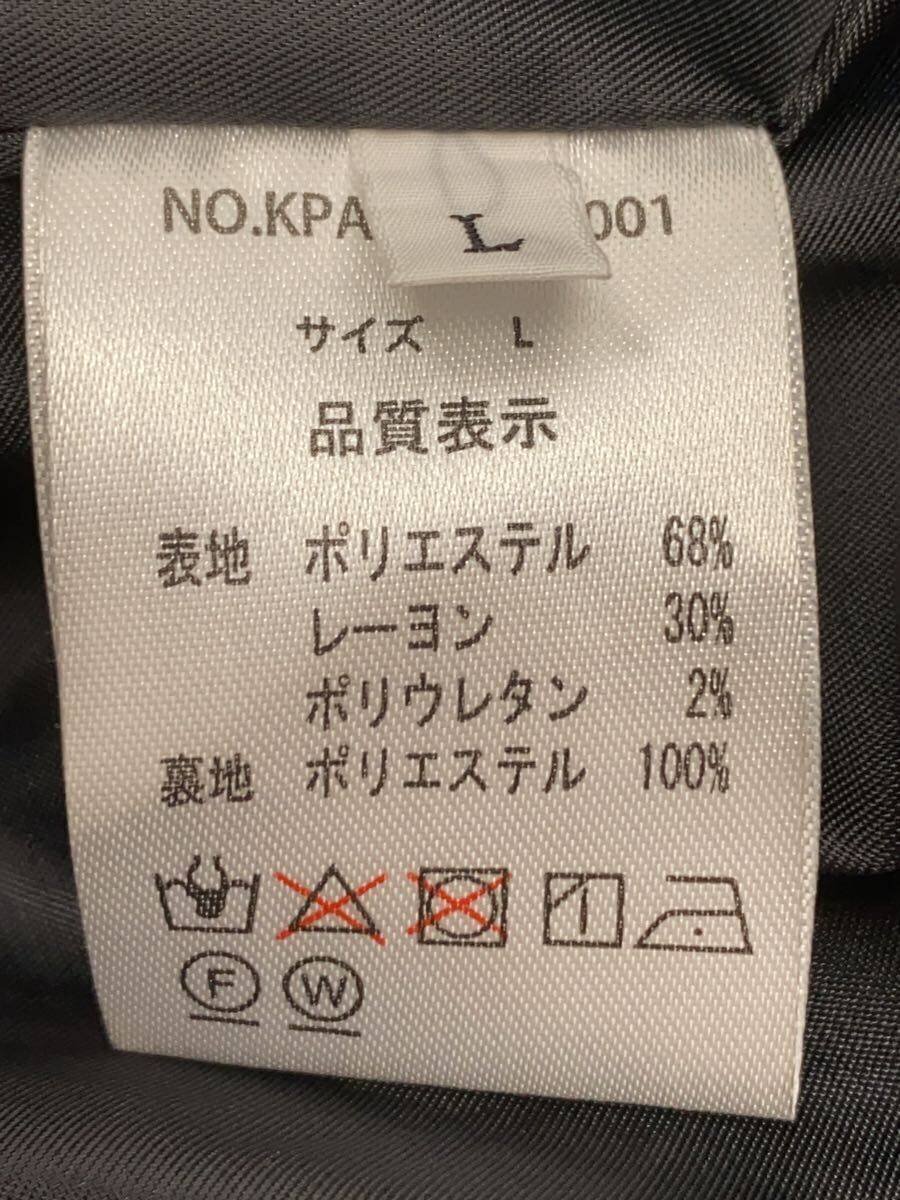 NO.KPA 001
L
サイズ L
品質表示
表地 ポリエステル 68%
レーヨン 30%
ポリウレタン 2%
裏地 ポリエステル 100%
F W